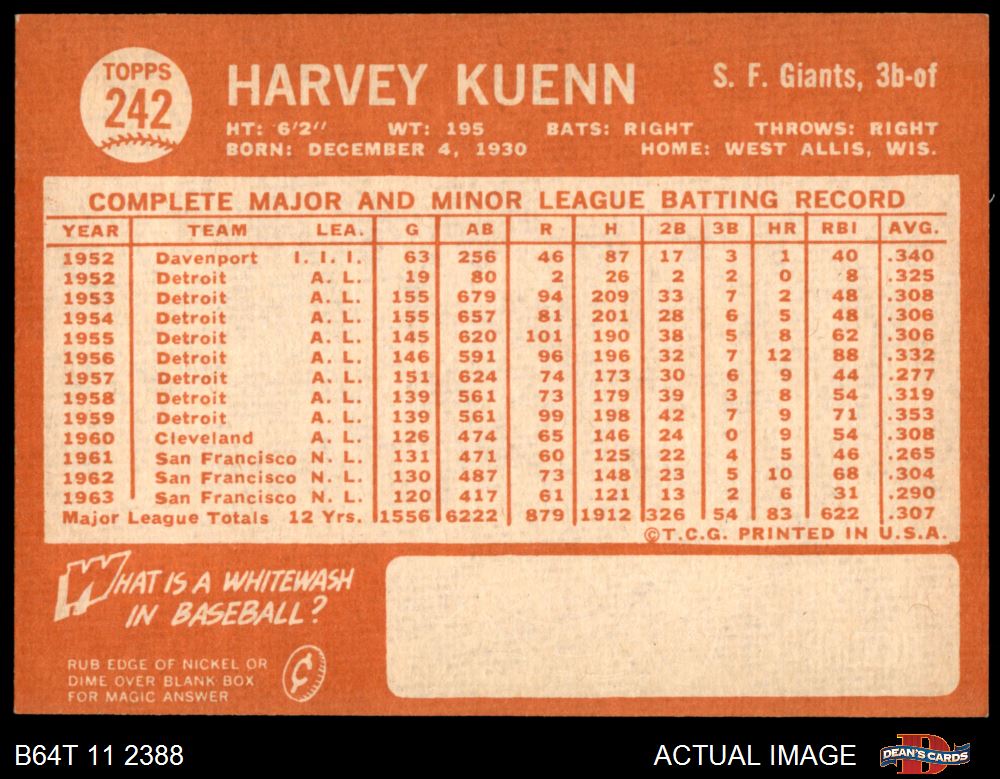 TOPPS
242
HARVEY KUENN
S. F. Giants, 3b-of
HT: 6'2" WT: 195 BATS: RIGHT THROWS: RIGHT
BORN: DECEMBER 4, 1930 HOME: WEST ALLIS, WIS.
COMPLETE MAJOR AND MINOR LEAGUE BATTING RECORD
YEAR TEAM LEA. G AB R H 2B 3B HR RBI AVG.
1952 Davenport I. I. I. 63 256 46 87 17 3 1 40 .340
1952 Detroit A. L. 19 80 2 26 2 2 0 8 .325
1953 Detroit A. L. 155 679 94 209 33 7 2 48 .308
1954 Detroit A. L. 155 657 81 201 28 6 5 48 .306
1955 Detroit A. L. 145 620 101 190 38 5 8 62 .306
1956 Detroit A. L. 146 591 96 196 32 7 12 88 .332
1957 Detroit A. L. 151 624 74 173 30 6 9 44 .277
1958 Detroit A. L. 139 561 73 179 39 3 8 54 .319
1959 Detroit A. L. 139 561 99 198 42 7 9 71 .353
1960 Cleveland A. L. 126 474 65 146 24 0 9 54 .308
1961 San Francisco N. L. 131 471 60 125 22 4 5 46 .265
1962 San Francisco N. L. 130 487 73 148 23 5 10 68 .304
1963 San Francisco N. L. 120 417 61 121 13 2 6 31 .290
Major League Totals 12 Yrs. 1556 6222 879 1912 326 54 83 622 .307
©T.C.G. PRINTED IN U.S.A.
WHAT IS A WHITEWASH
IN BASEBALL?
RUB EDGE OF NICKEL OR
DIME OVER BLANK BOX
FOR MAGIC ANSWER
¢
B64T 11 2388
ACTUAL IMAGE
DEAN'S CARDS